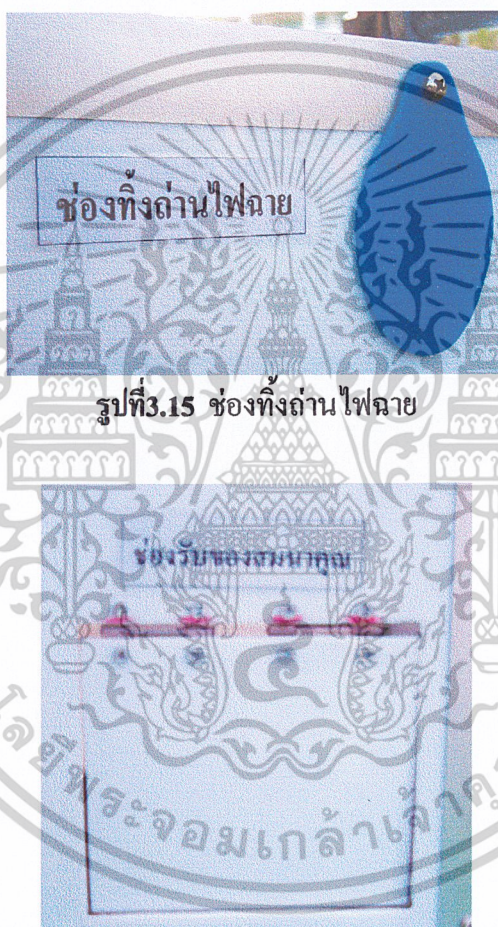 ช่องทิ้งถ่านไฟฉาย
รูปที่3.15 ช่องทิ้งถ่านไฟฉาย
ช่องรับของสมนาคุณ